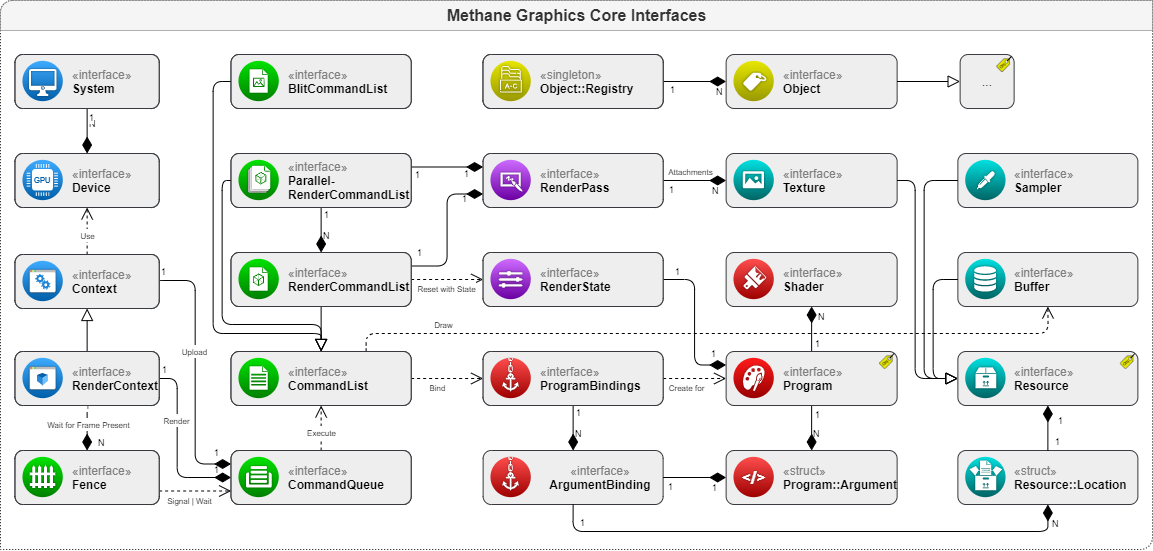 Methane Graphics Core Interfaces
«interface»
System
«interface»
BlitCommandList
«singleton»
Object::Registry
A-C
1
N
«interface»
Object
...
1
N
«interface»
Device
GPU
«interface»
Parallel-
RenderCommandList
1
1
«interface»
RenderPass
Attachments
1
N
«interface»
Texture
«interface»
Sampler
Use
1
N
1
1
«interface»
Context
1
«interface»
RenderCommandList
Reset with State
«interface»
RenderState
1
«interface»
Shader
N
1
«interface»
Buffer
Draw
Upload
«interface»
RenderContext
1
«interface»
CommandList
Bind
«interface»
ProgramBindings
Create for
1
«interface»
Program
«interface»
Resource
Wait for Frame Present
N
Render
Execute
1
N
1
N
1
1
«interface»
Fence
Signal | Wait
1
1
«interface»
CommandQueue
«interface»
ArgumentBinding
1
1
</>
«struct»
Program::Argument
«struct»
Resource::Location
1
N